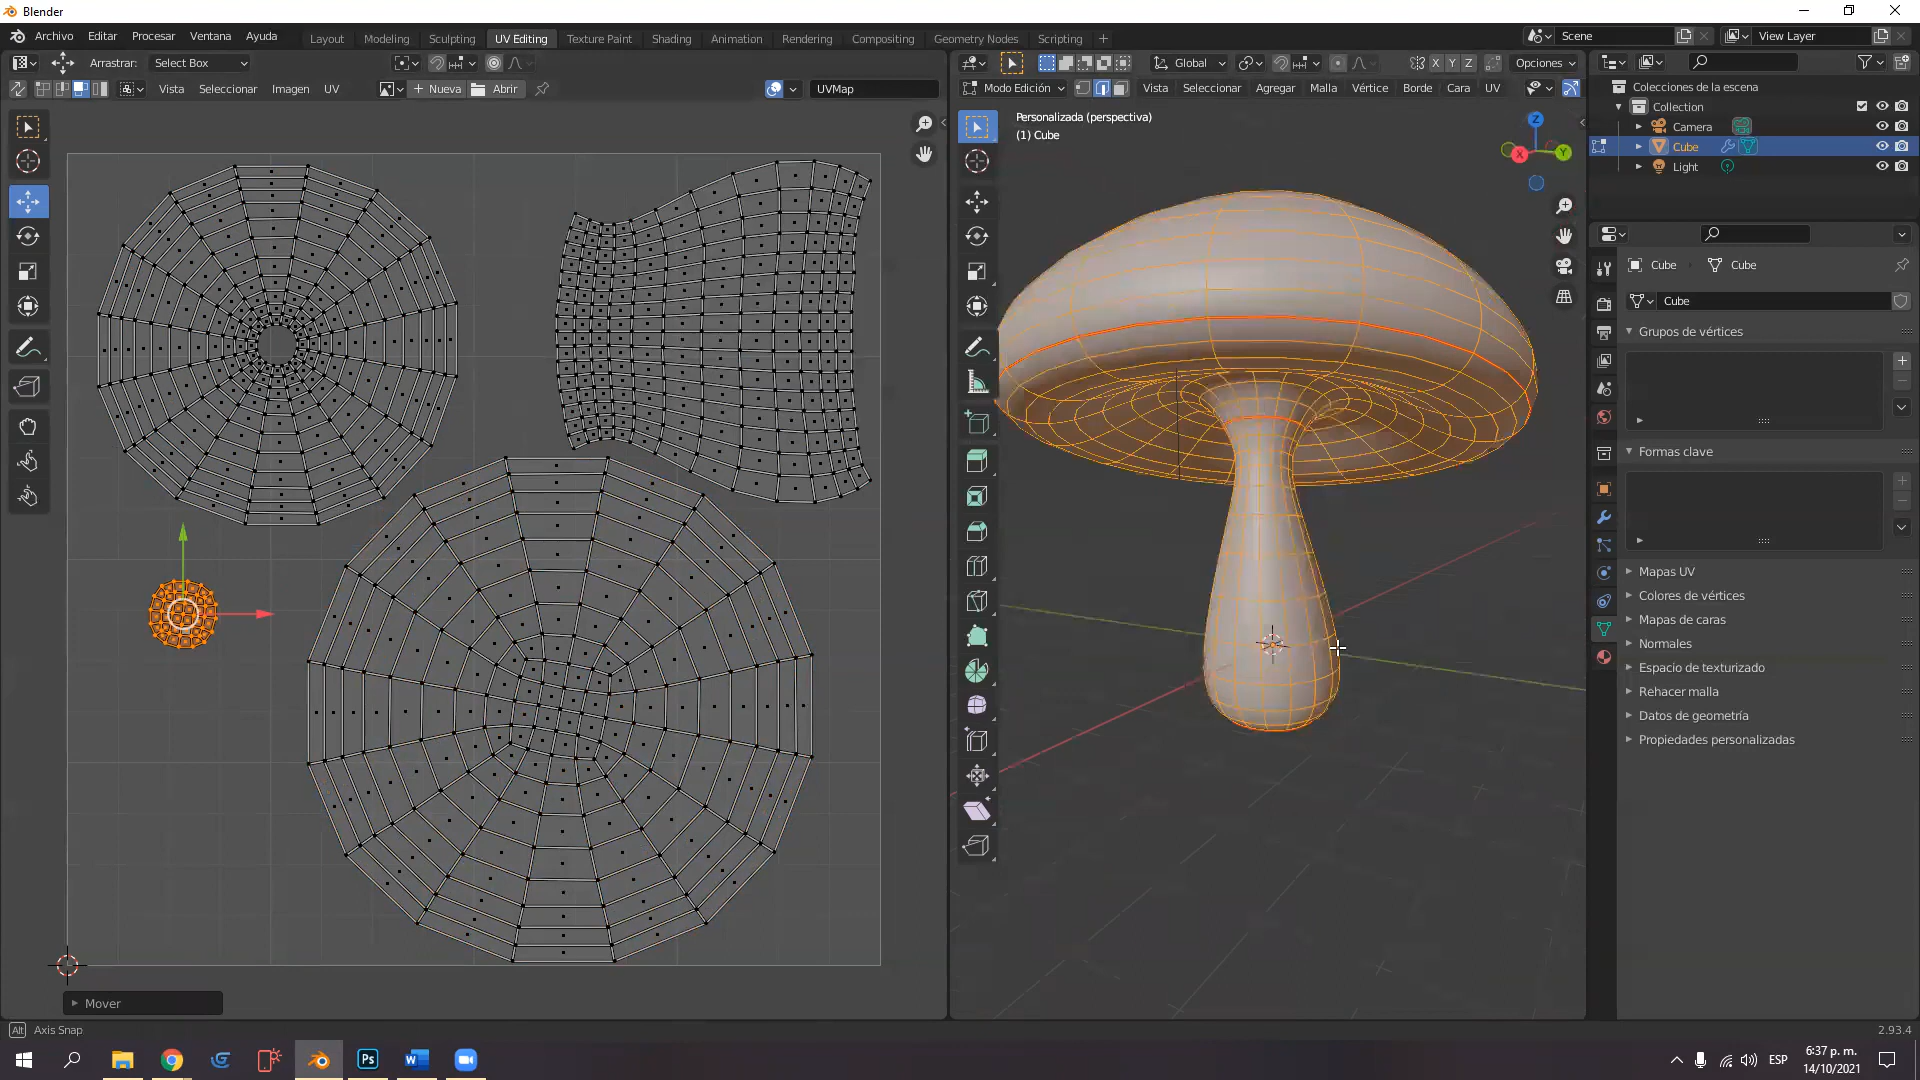 Blender
Archivo Editar Procesar Ventana Ayuda Layout Modeling Sculpting UV Editing Texture Paint Shading Animation Rendering Compositing Geometry Nodes Scripting + Scene View Layer
Arrastrar: Select Box Global X Y Z Opciones
Vista Seleccionar Imagen UV + Nueva Abrir UVMap Modo Edición Vista Seleccionar Agregar Malla Vértice Borde Cara UV
Colecciones de la escena
Collection
Camera
Cube
Light
Personalizada (perspectiva)
(1) Cube
Z
X Y
Cube Cube
Cube
Grupos de vértices
Formas clave
Mapas UV
Colores de vértices
Mapas de caras
Normales
Espacio de texturizado
Rehacer malla
Datos de geometría
Propiedades personalizadas
Mover
Alt Axis Snap
2.93.4
Ps W ESP 6:37 p. m.
14/10/2021